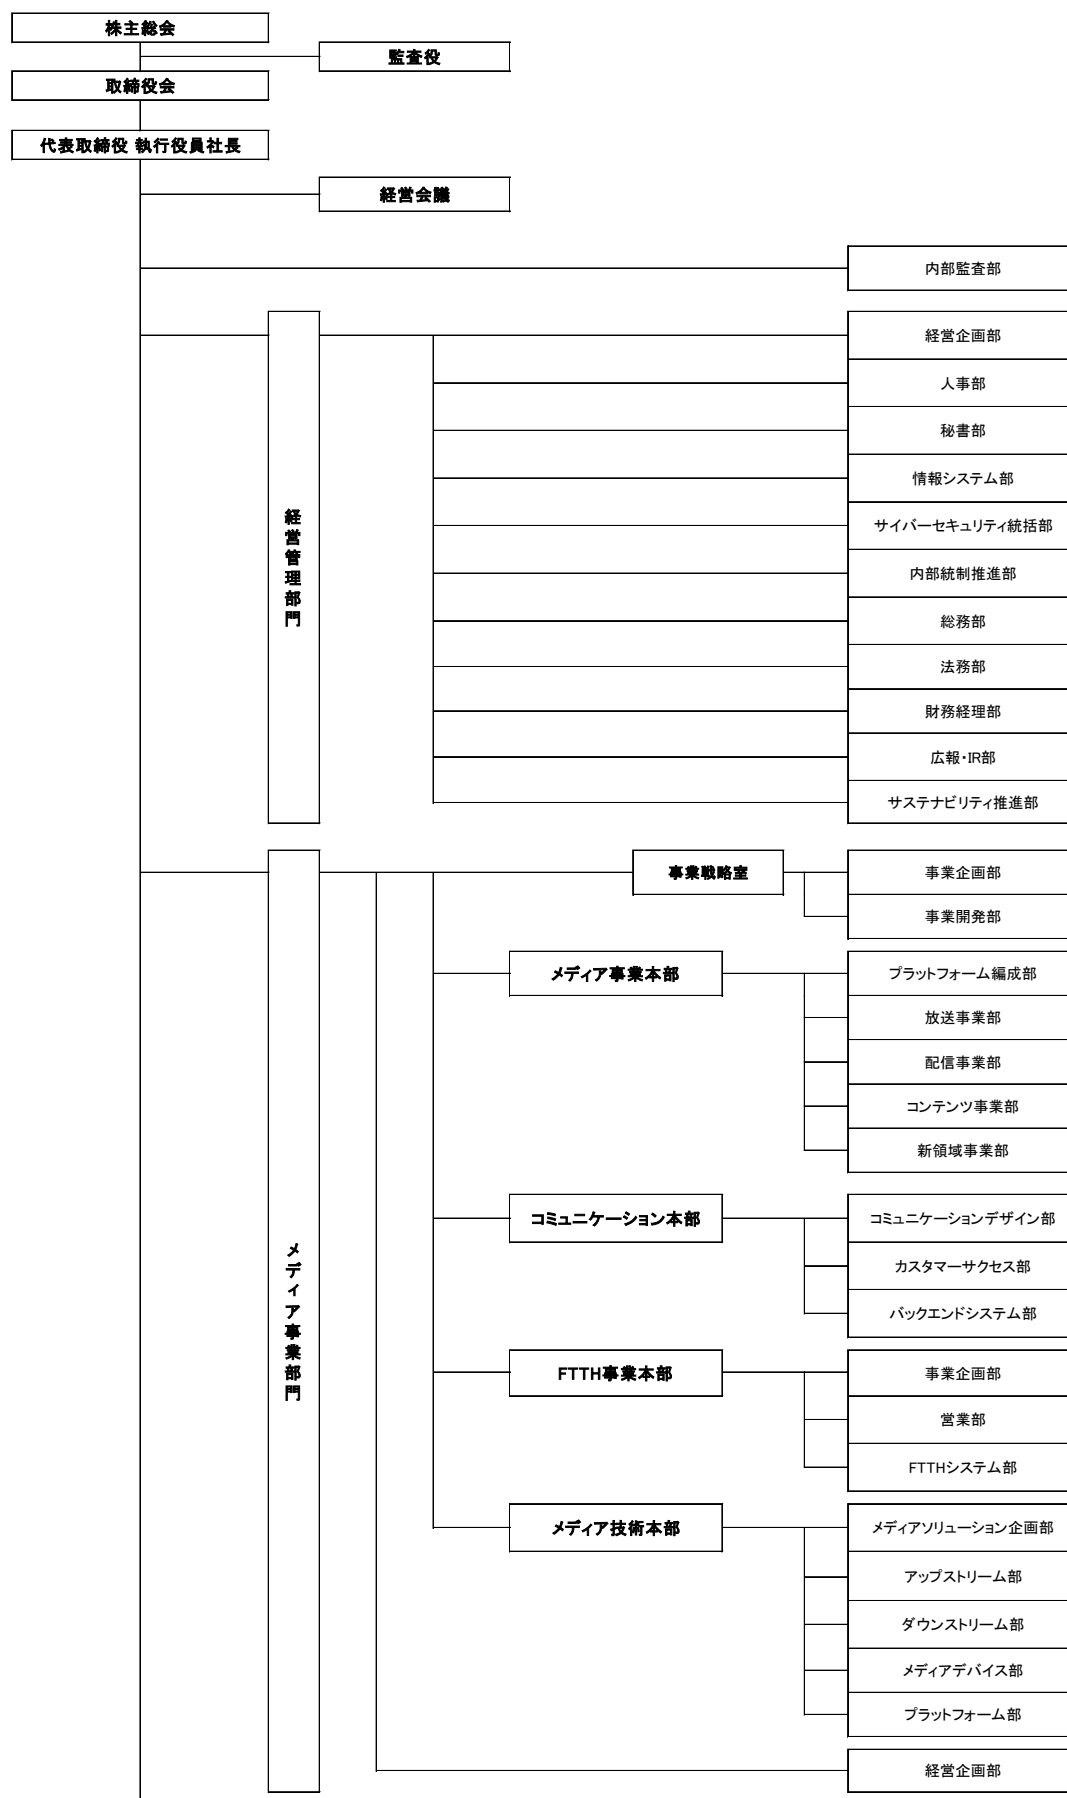 株主総会
監査役
取締役会
代表取締役 執行役員社長
経営会議
内部監査部
経営管理部門
経営企画部
人事部
秘書部
情報システム部
サイバーセキュリティ統括部
内部統制推進部
総務部
法務部
財務経理部
広報・IR部
サステナビリティ推進部
メディア事業部門
事業戦略室
事業企画部
事業開発部
メディア事業本部
プラットフォーム編成部
放送事業部
配信事業部
コンテンツ事業部
新領域事業部
コミュニケーション本部
コミュニケーションデザイン部
カスタマーサクセス部
バックエンドシステム部
FTTH事業本部
事業企画部
営業部
FTTHシステム部
メディア技術本部
メディアソリューション企画部
アップストリーム部
ダウンストリーム部
メディアデバイス部
プラットフォーム部
経営企画部